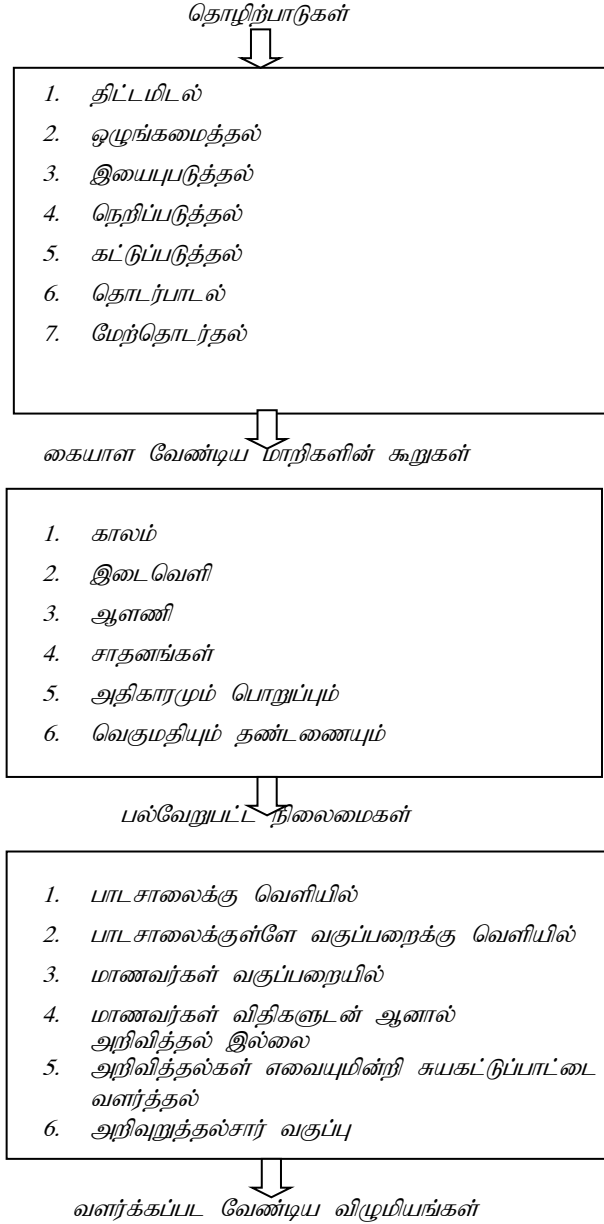 தொழிற்பாடுகள்
1. திட்டமிடல்
2. ஒழுங்கமைத்தல்
3. இயைபுபடுத்தல்
4. நெறிப்படுத்தல்
5. கட்டுப்படுத்தல்
6. தொடர்பாடல்
7. மேற்தொடர்தல்
கையாள வேண்டிய மாறிகளின் கூறுகள்
1. காலம்
2. இடைவெளி
3. ஆளணி
4. சாதனங்கள்
5. அதிகாரமும் பொறுப்பும்
6. வெகுமதியும் தண்டணையும்
பல்வேறுபட்ட நிலைமைகள்
1. பாடசாலைக்கு வெளியில்
2. பாடசாலைக்குள்ளே வகுப்பறைக்கு வெளியில்
3. மாணவர்கள் வகுப்பறையில்
4. மாணவர்கள் விதிகளுடன் ஆனால்
அறிவித்தல் இல்லை
5. அறிவித்தல்கள் எவையுமின்றி சுயகட்டுப்பாட்டை
வளர்த்தல்
6. அறிவுறுத்தல்சார் வகுப்பு
வளர்க்கப்பட வேண்டிய விழுமியங்கள்